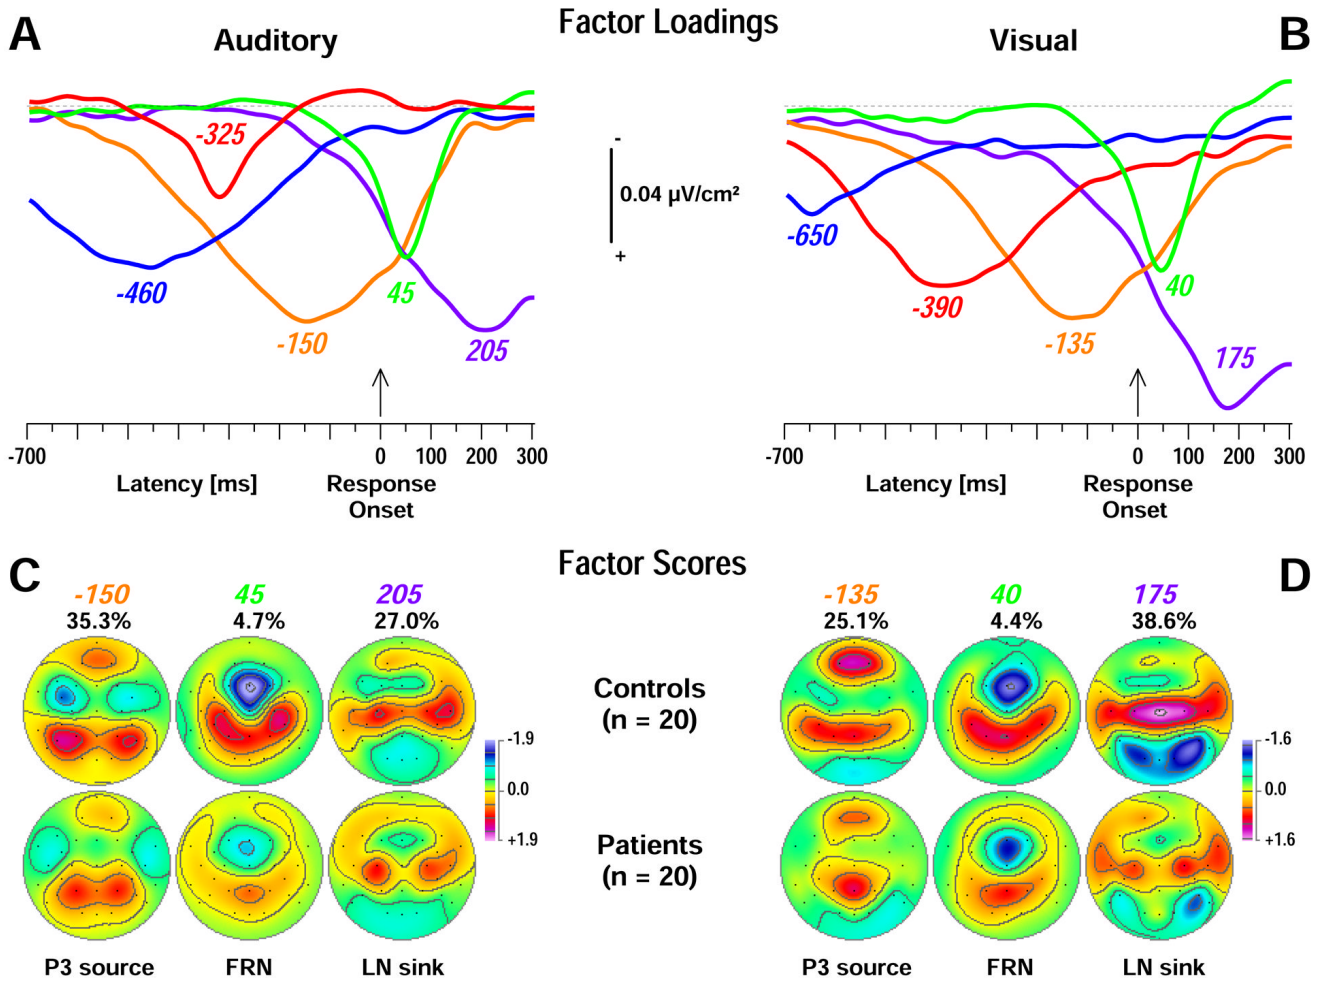 A
Factor Loadings
B
Auditory
Visual
-325
-460
-150
45
205
-
0.04 µV/cm²
+
-650
-390
-135
40
175
-700
0
100
200
300
Latency [ms]
Response
Onset
-700
0
100
200
300
Latency [ms]
Response
Onset
C
Factor Scores
D
-150
45
205
35.3%
4.7%
27.0%
-135
40
175
25.1%
4.4%
38.6%
Controls
(n = 20)
-1.9
0.0
+1.9
-1.6
0.0
+1.6
Patients
(n = 20)
P3 source
FRN
LN sink
P3 source
FRN
LN sink